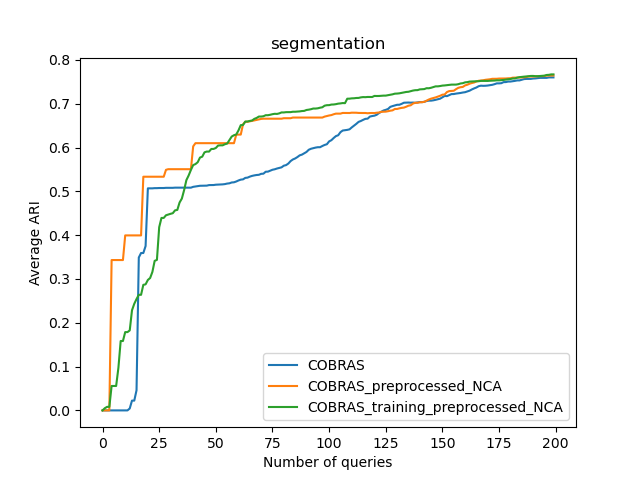 segmentation
Average ARI
0.8
0.7
0.6
0.5
0.4
0.3
0.2
0.1
0.0
COBRAS
COBRAS_preprocessed_NCA
COBRAS_training_preprocessed_NCA
0 25 50 75 100 125 150 175 200
Number of queries